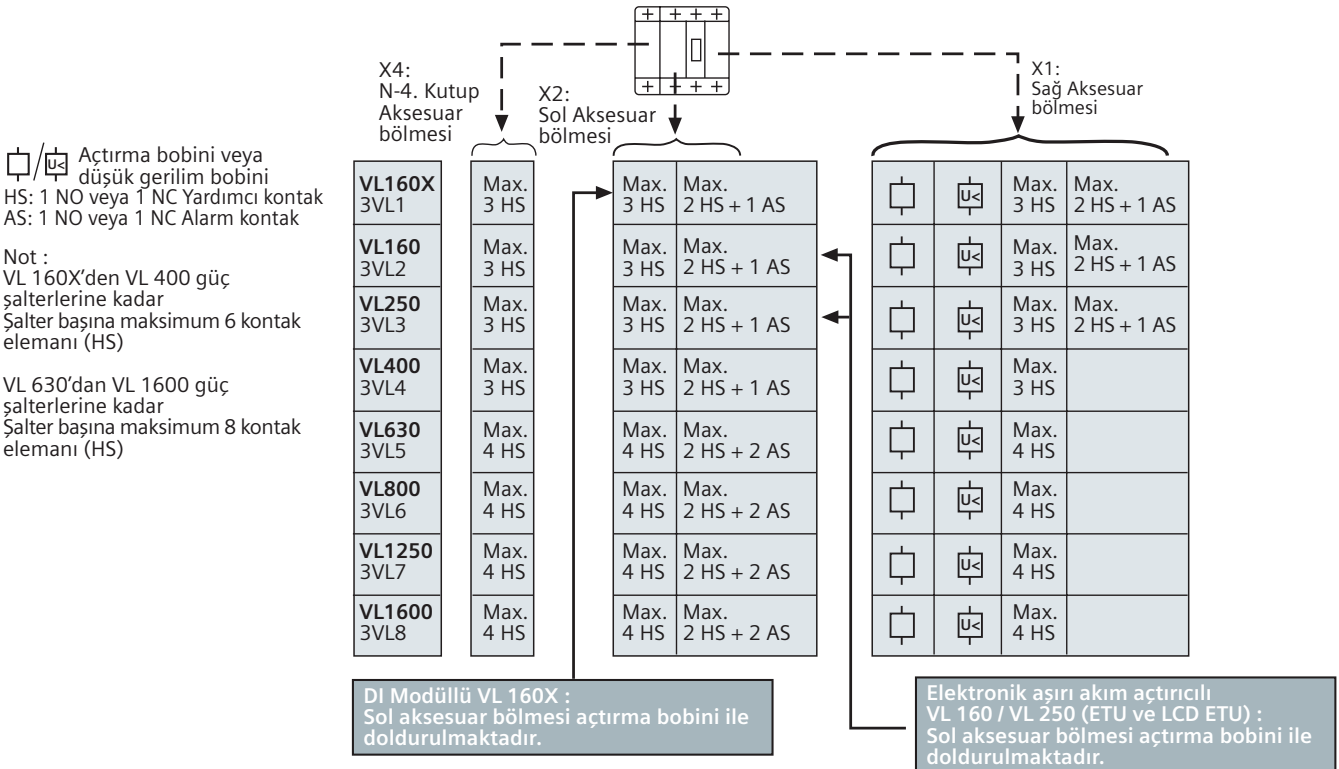 X4:
N-4. Kutup
Aksesuar
bölmesi
X2:
Sol Aksesuar
bölmesi
X1:
Sağ Aksesuar
bölmesi
U<
Açtırma bobini veya
düşük gerilim bobini
HS: 1 NO veya 1 NC Yardımcı kontak
AS: 1 NO veya 1 NC Alarm kontak
Not :
VL 160X'den VL 400 güç
şalterlerine kadar
Şalter başına maksimum 6 kontak
elemanı (HS)
VL 630'dan VL 1600 güç
şalterlerine kadar
Şalter başına maksimum 8 kontak
elemanı (HS)
VL160X Max. Max. Max. U< Max. Max.
3VL1 3 HS 3 HS 2 HS + 1 AS 3 HS 2 HS + 1 AS
VL160 Max. Max. Max. U< Max. Max.
3VL2 3 HS 3 HS 2 HS + 1 AS 3 HS 2 HS + 1 AS
VL250 Max. Max. Max. U< Max. Max.
3VL3 3 HS 3 HS 2 HS + 1 AS 3 HS 2 HS + 1 AS
VL400 Max. Max. Max. U< Max.
3VL4 3 HS 3 HS 2 HS + 1 AS 3 HS
VL630 Max. Max. Max. U< Max.
3VL5 4 HS 4 HS 2 HS + 2 AS 4 HS
VL800 Max. Max. Max. U< Max.
3VL6 4 HS 4 HS 2 HS + 2 AS 4 HS
VL1250 Max. Max. Max. U< Max.
3VL7 4 HS 4 HS 2 HS + 2 AS 4 HS
VL1600 Max. Max. Max. U< Max.
3VL8 4 HS 4 HS 2 HS + 2 AS 4 HS
DI Modüllü VL 160X :
Sol aksesuar bölmesi açtırma bobini ile
doldurulmaktadır.
Elektronik aşırı akım açtırıcılı
VL 160 / VL 250 (ETU ve LCD ETU) :
Sol aksesuar bölmesi açtırma bobini ile
doldurulmaktadır.